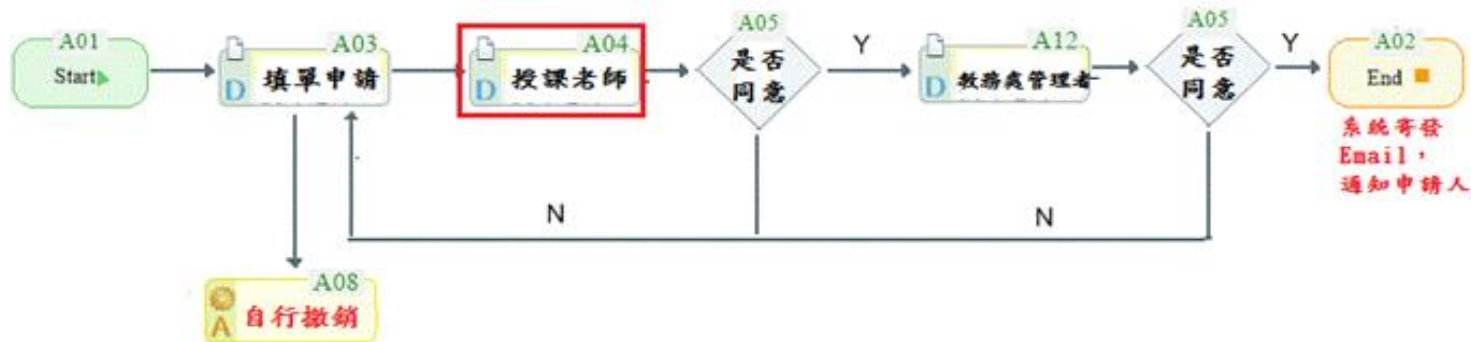 A01
Start
A03
D
填單申請
A04
D
授課老師
A05
是否
同意
Y
A12
D
教務處管理者
A05
是否
同意
Y
A02
End
系統寄發
Email，
通知申請人
N
N
A08
A
自行撤銷